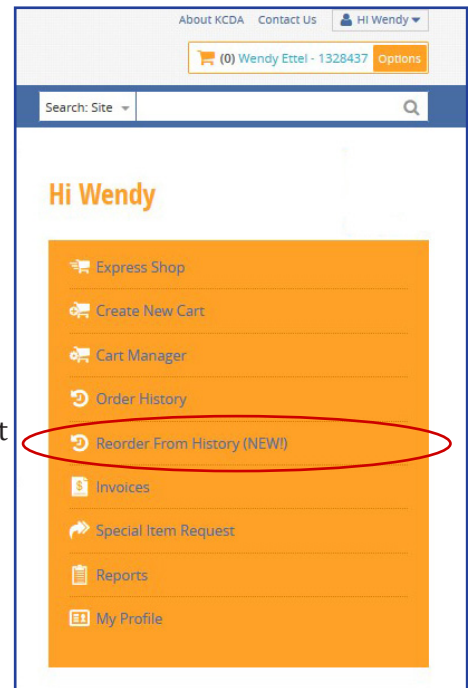 About KCDA Contact Us HI Wendy
(0) Wendy Ettel - 1328437 Options
Search: Site
Hi Wendy
Express Shop
Create New Cart
Cart Manager
Order History
t
Reorder From History (NEW!)
Invoices
Special Item Request
Reports
My Profile